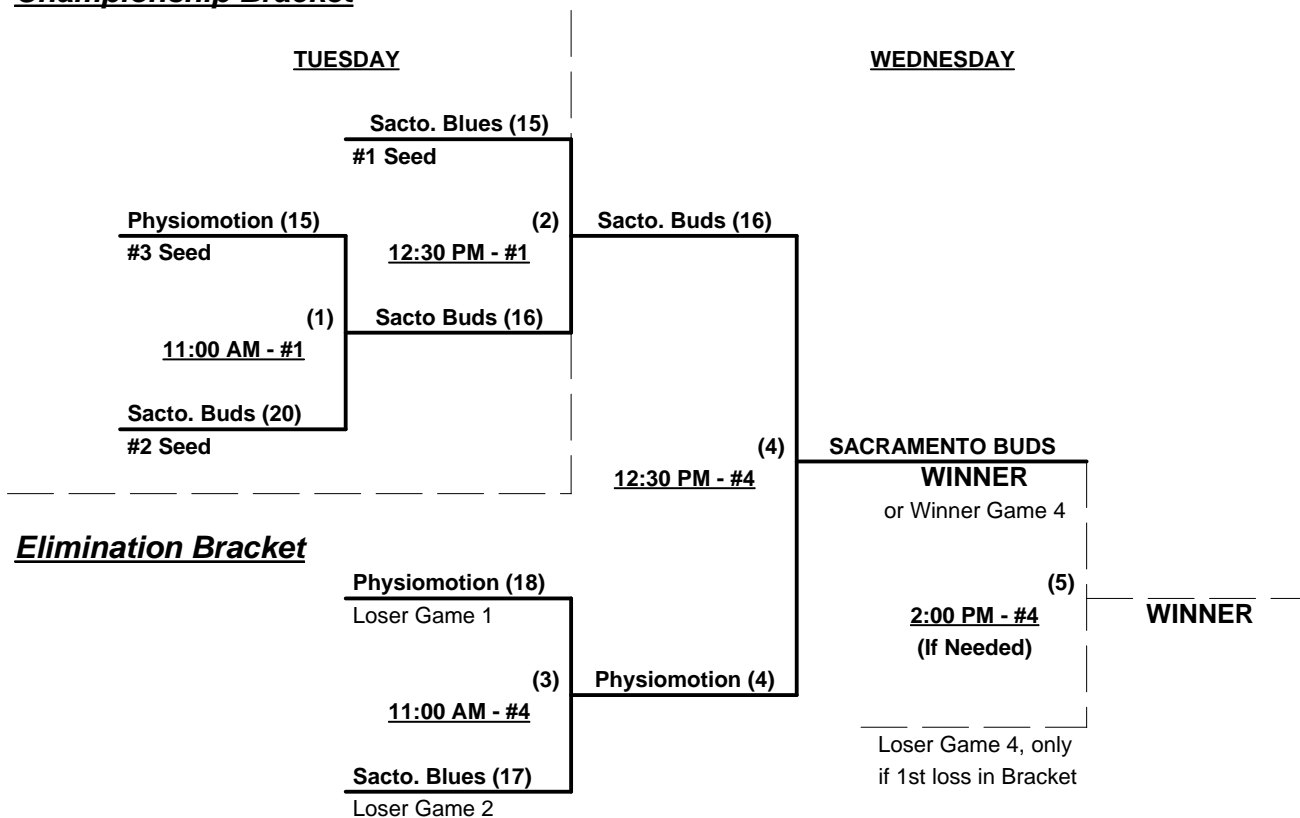 Championship Bracket
TUESDAY
WEDNESDAY
Sacto. Blues (15)
#1 Seed
Physiomotion (15)
(2)
Sacto. Buds (16)
#3 Seed
12:30 PM - #1
(1)
Sacto Buds (16)
11:00 AM - #1
Sacto. Buds (20)
#2 Seed
(4)
SACRAMENTO BUDS
12:30 PM - #4
WINNER
or Winner Game 4
Elimination Bracket
Physiomotion (18)
(5)
Loser Game 1
2:00 PM - #4
WINNER
(If Needed)
(3)
Physiomotion (4)
11:00 AM - #4
Loser Game 4, only
if 1st loss in Bracket
Sacto. Blues (17)
Loser Game 2